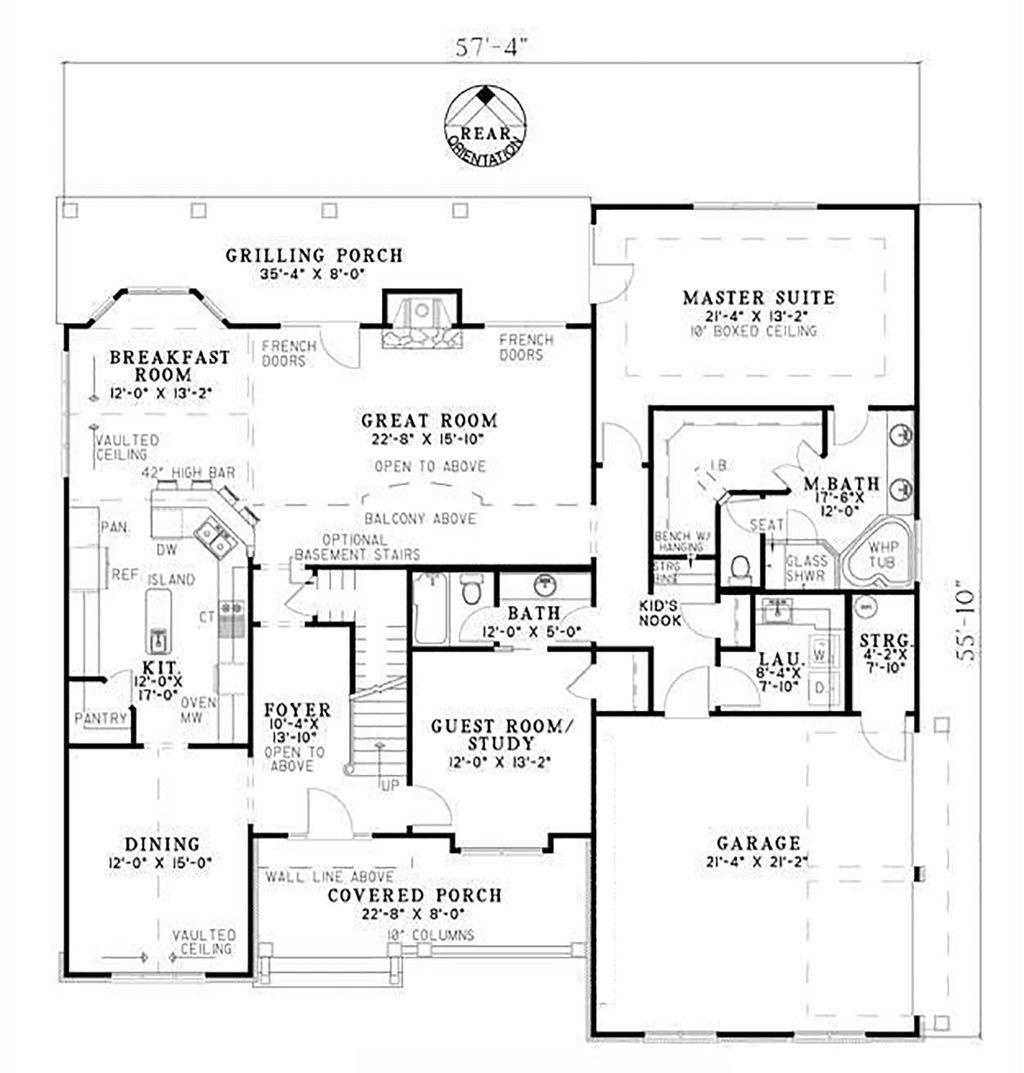 57'-4"
REAR
ORIENTATION
GRILLING PORCH
35'-4" X 8'-0"
MASTER SUITE
21'-4" X 13'-2"
10' BOXED CEILING
FRENCH
DOORS
FRENCH
DOORS
BREAKFAST
ROOM
12'-0" X 13'-2"
VAULTED
CEILING
GREAT ROOM
22'-8" X 15'-10"
OPEN TO ABOVE
BALCONY ABOVE
42" HIGH BAR
I.B.
M.BATH
17'-6"X
12'-0"
SEAT
BENCH W/
HANGING
GLASS
SHWR
WHP
TUB
PAN.
DW
OPTIONAL
BASEMENT STAIRS
REF.
ISLAND
CT
STRG
BINS
KID'S
NOOK
BATH
12'-0" X 5'-0"
55'-10"
STRG.
4'-2"X
7'-10"
LAU.
8'-4"X
7'-10"
W.
D.
KIT.
12'-0"X
17'-0"
OVEN
MW
PANTRY
FOYER
10'-4"X
13'-10"
OPEN TO
ABOVE
UP
GUEST ROOM/
STUDY
12'-0" X 13'-2"
DINING
12'-0" X 15'-0"
VAULTED
CEILING
GARAGE
21'-4" X 21'-2"
WALL LINE ABOVE
COVERED PORCH
22'-8" X 8'-0"
10" COLUMNS